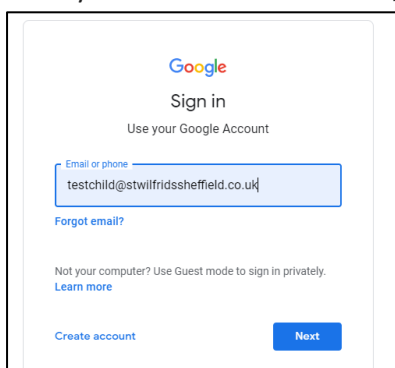 Google
Sign in
Use your Google Account
Email or phone
testchild@stwilfridssheffield.co.uk
Forgot email?
Not your computer? Use Guest mode to sign in privately.
Learn more
Create account
Next